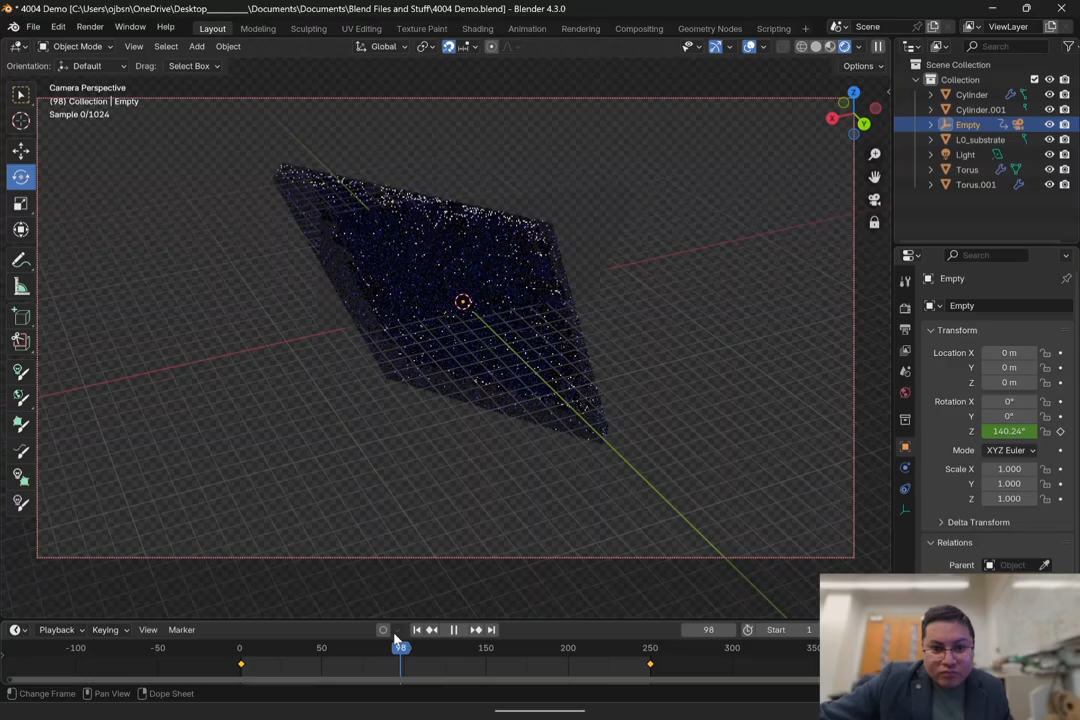 * 4004 Demo [C:\Users\ojbsn\OneDrive\Desktop_________\Documents\Documents\Blend Files and Stuff\4004 Demo.blend] - Blender 4.3.0
File Edit Render Window Help Layout Modeling Sculpting UV Editing Texture Paint Shading Animation Rendering Compositing Geometry Nodes Scripting Scene ViewLayer
Object Mode View Select Add Object Global Search
Orientation: Default Drag: Select Box Options
Camera Perspective
(98) Collection | Empty
Sample 0/1024
Z
X
Y
Scene Collection
Collection
Cylinder
Cylinder.001
Empty
L0_substrate
Light
Torus
Torus.001
Search
Empty
Empty
Transform
Location X 0 m
Y 0 m
Z 0 m
Rotation X 0°
Y 0°
Z 140.24°
Mode XYZ Euler
Scale X 1.000
Y 1.000
Z 1.000
Delta Transform
Relations
Parent Object
Playback Keying View Marker 98 Start 1
-100 -50 0 50 98 150 200 250 300 350
Change Frame Pan View Dope Sheet